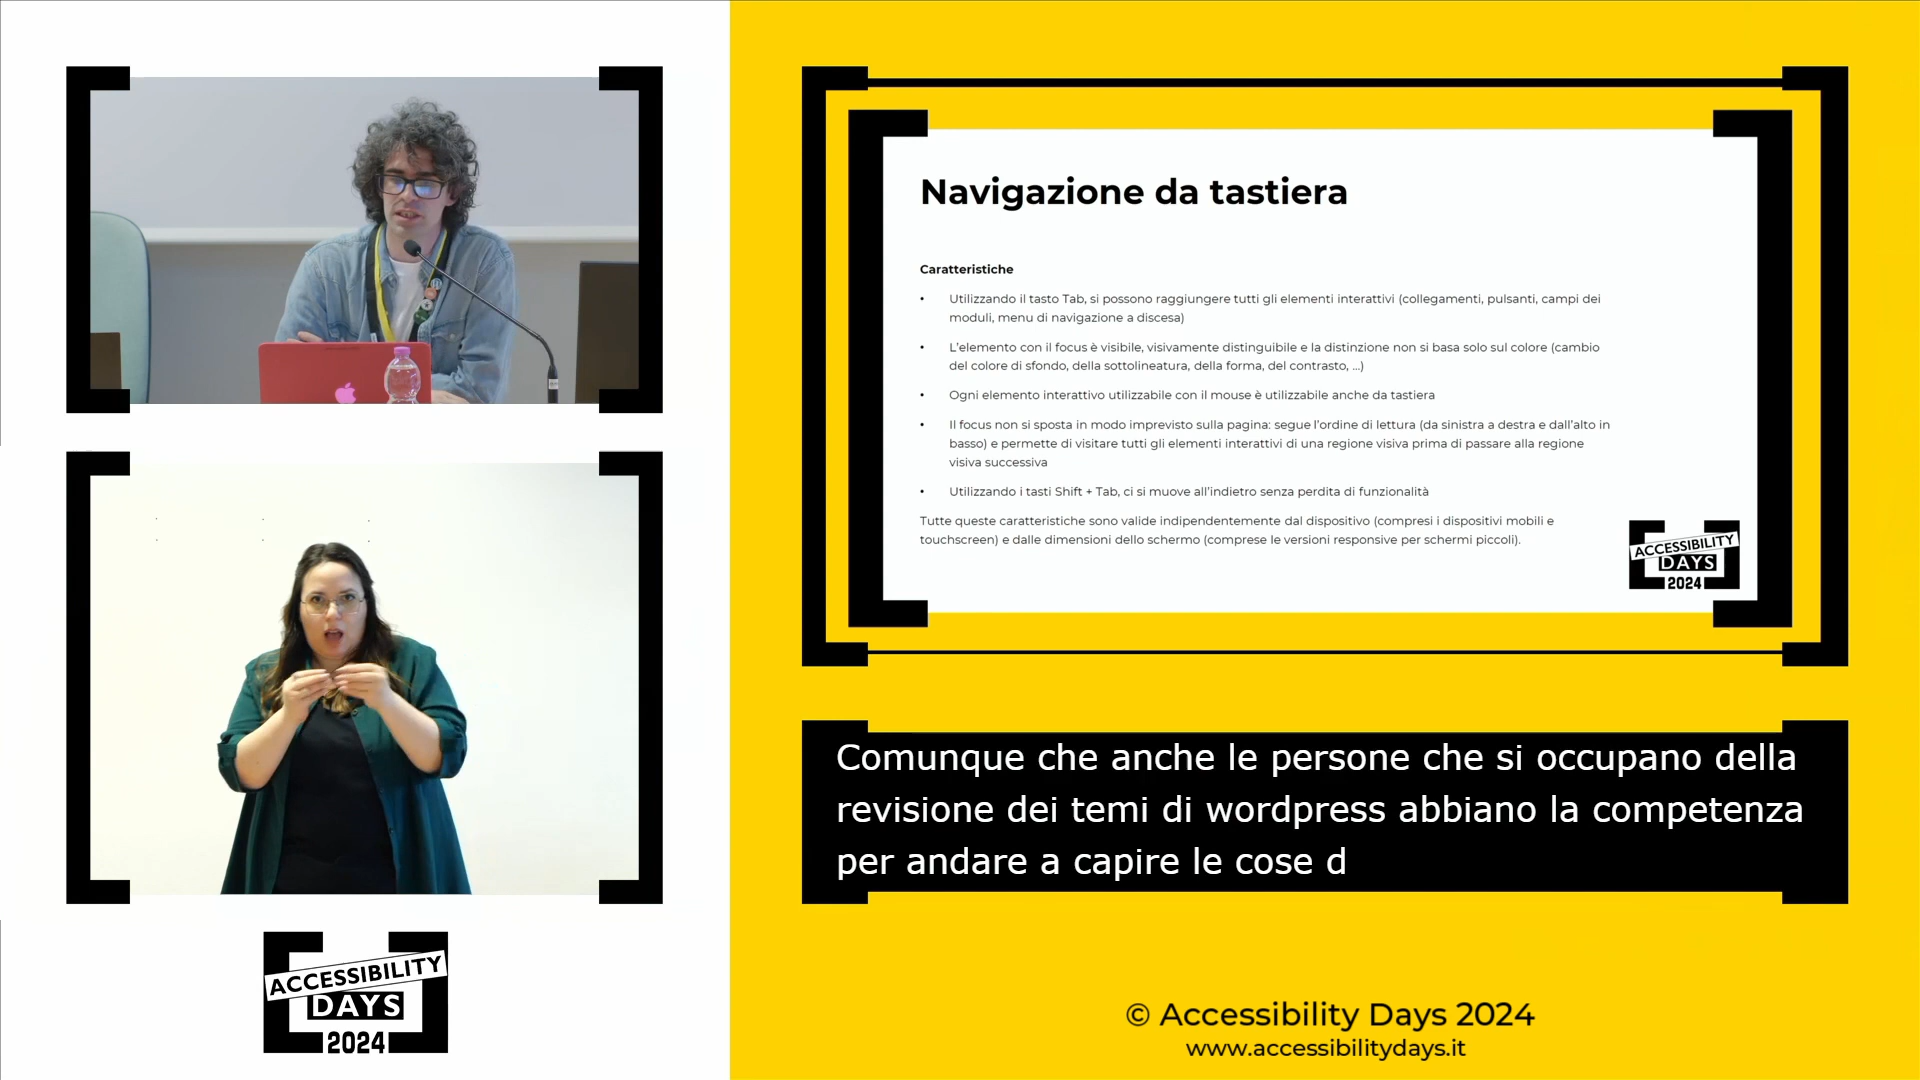 Navigazione da tastiera
Caratteristiche
• Utilizzando il tasto Tab, si possono raggiungere tutti gli elementi interattivi (collegamenti, pulsanti, campi dei
moduli, menu di navigazione a discesa)
• L'elemento con il focus è visibile, visivamente distinguibile e la distinzione non si basa solo sul colore (cambio
del colore di sfondo, della sottolineatura, della forma, del contrasto, ...)
• Ogni elemento interattivo utilizzabile con il mouse è utilizzabile anche da tastiera
• Il focus non si sposta in modo imprevisto sulla pagina: segue l'ordine di lettura (da sinistra a destra e dall'alto in
basso) e permette di visitare tutti gli elementi interattivi di una regione visiva prima di passare alla regione
visiva successiva
• Utilizzando i tasti Shift + Tab, ci si muove all'indietro senza perdita di funzionalità
Tutte queste caratteristiche sono valide indipendentemente dal dispositivo (compresi i dispositivi mobili e
touchscreen) e dalle dimensioni dello schermo (comprese le versioni responsive per schermi piccoli).
ACCESSIBILITY
DAYS
2024
Comunque che anche le persone che si occupano della
revisione dei temi di wordpress abbiano la competenza
per andare a capire le cose d
ACCESSIBILITY
DAYS
2024
© Accessibility Days 2024
www.accessibilitydays.it